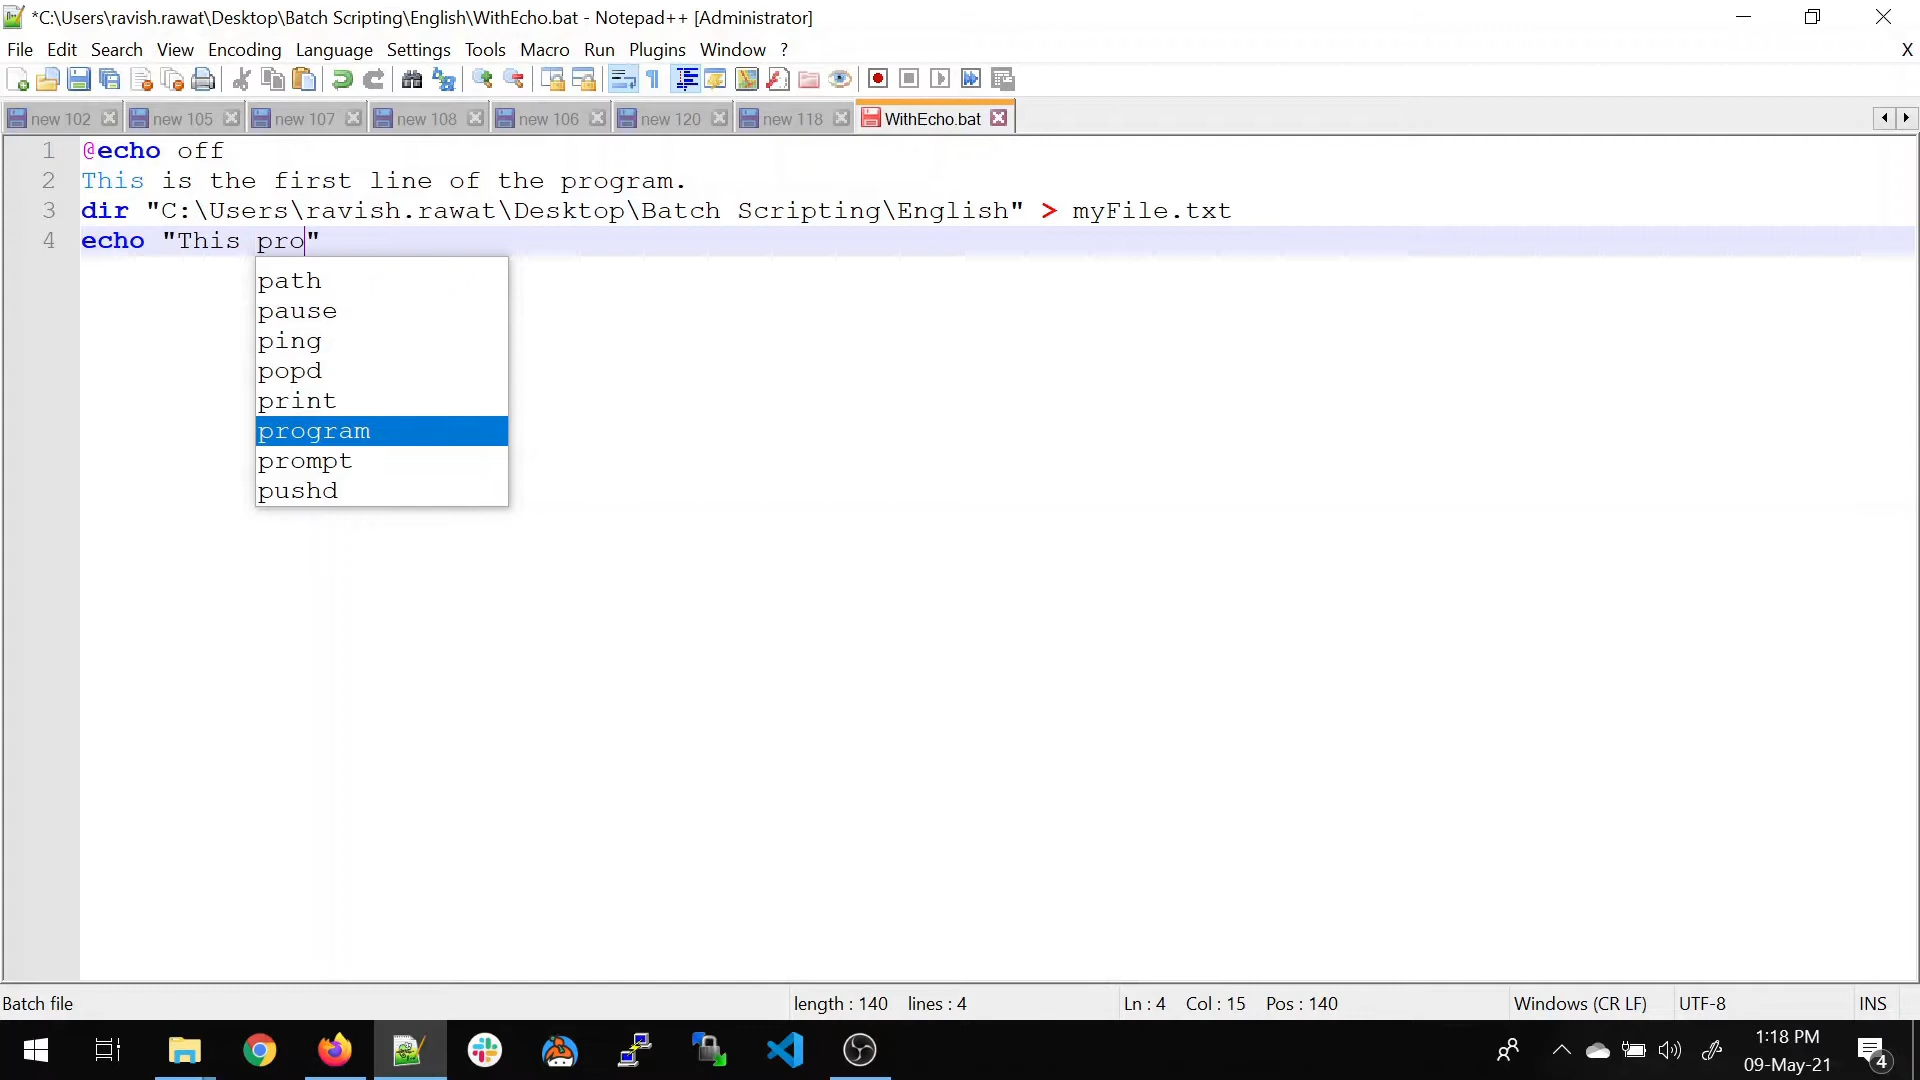 *C:\Users\ravish.rawat\Desktop\Batch Scripting\English\WithEcho.bat - Notepad++ [Administrator]
File Edit Search View Encoding Language Settings Tools Macro Run Plugins Window ? X
new 102 new 105 new 107 new 108 new 106 new 120 new 118 WithEcho.bat
1 @echo off
2 This is the first line of the program.
3 dir "C:\Users\ravish.rawat\Desktop\Batch Scripting\English" > myFile.txt
4 echo "This pro"
path
pause
ping
popd
print
program
prompt
pushd
Batch file length : 140 lines : 4 Ln : 4 Col : 15 Pos : 140 Windows (CR LF) UTF-8 INS
1:18 PM
09-May-21
4